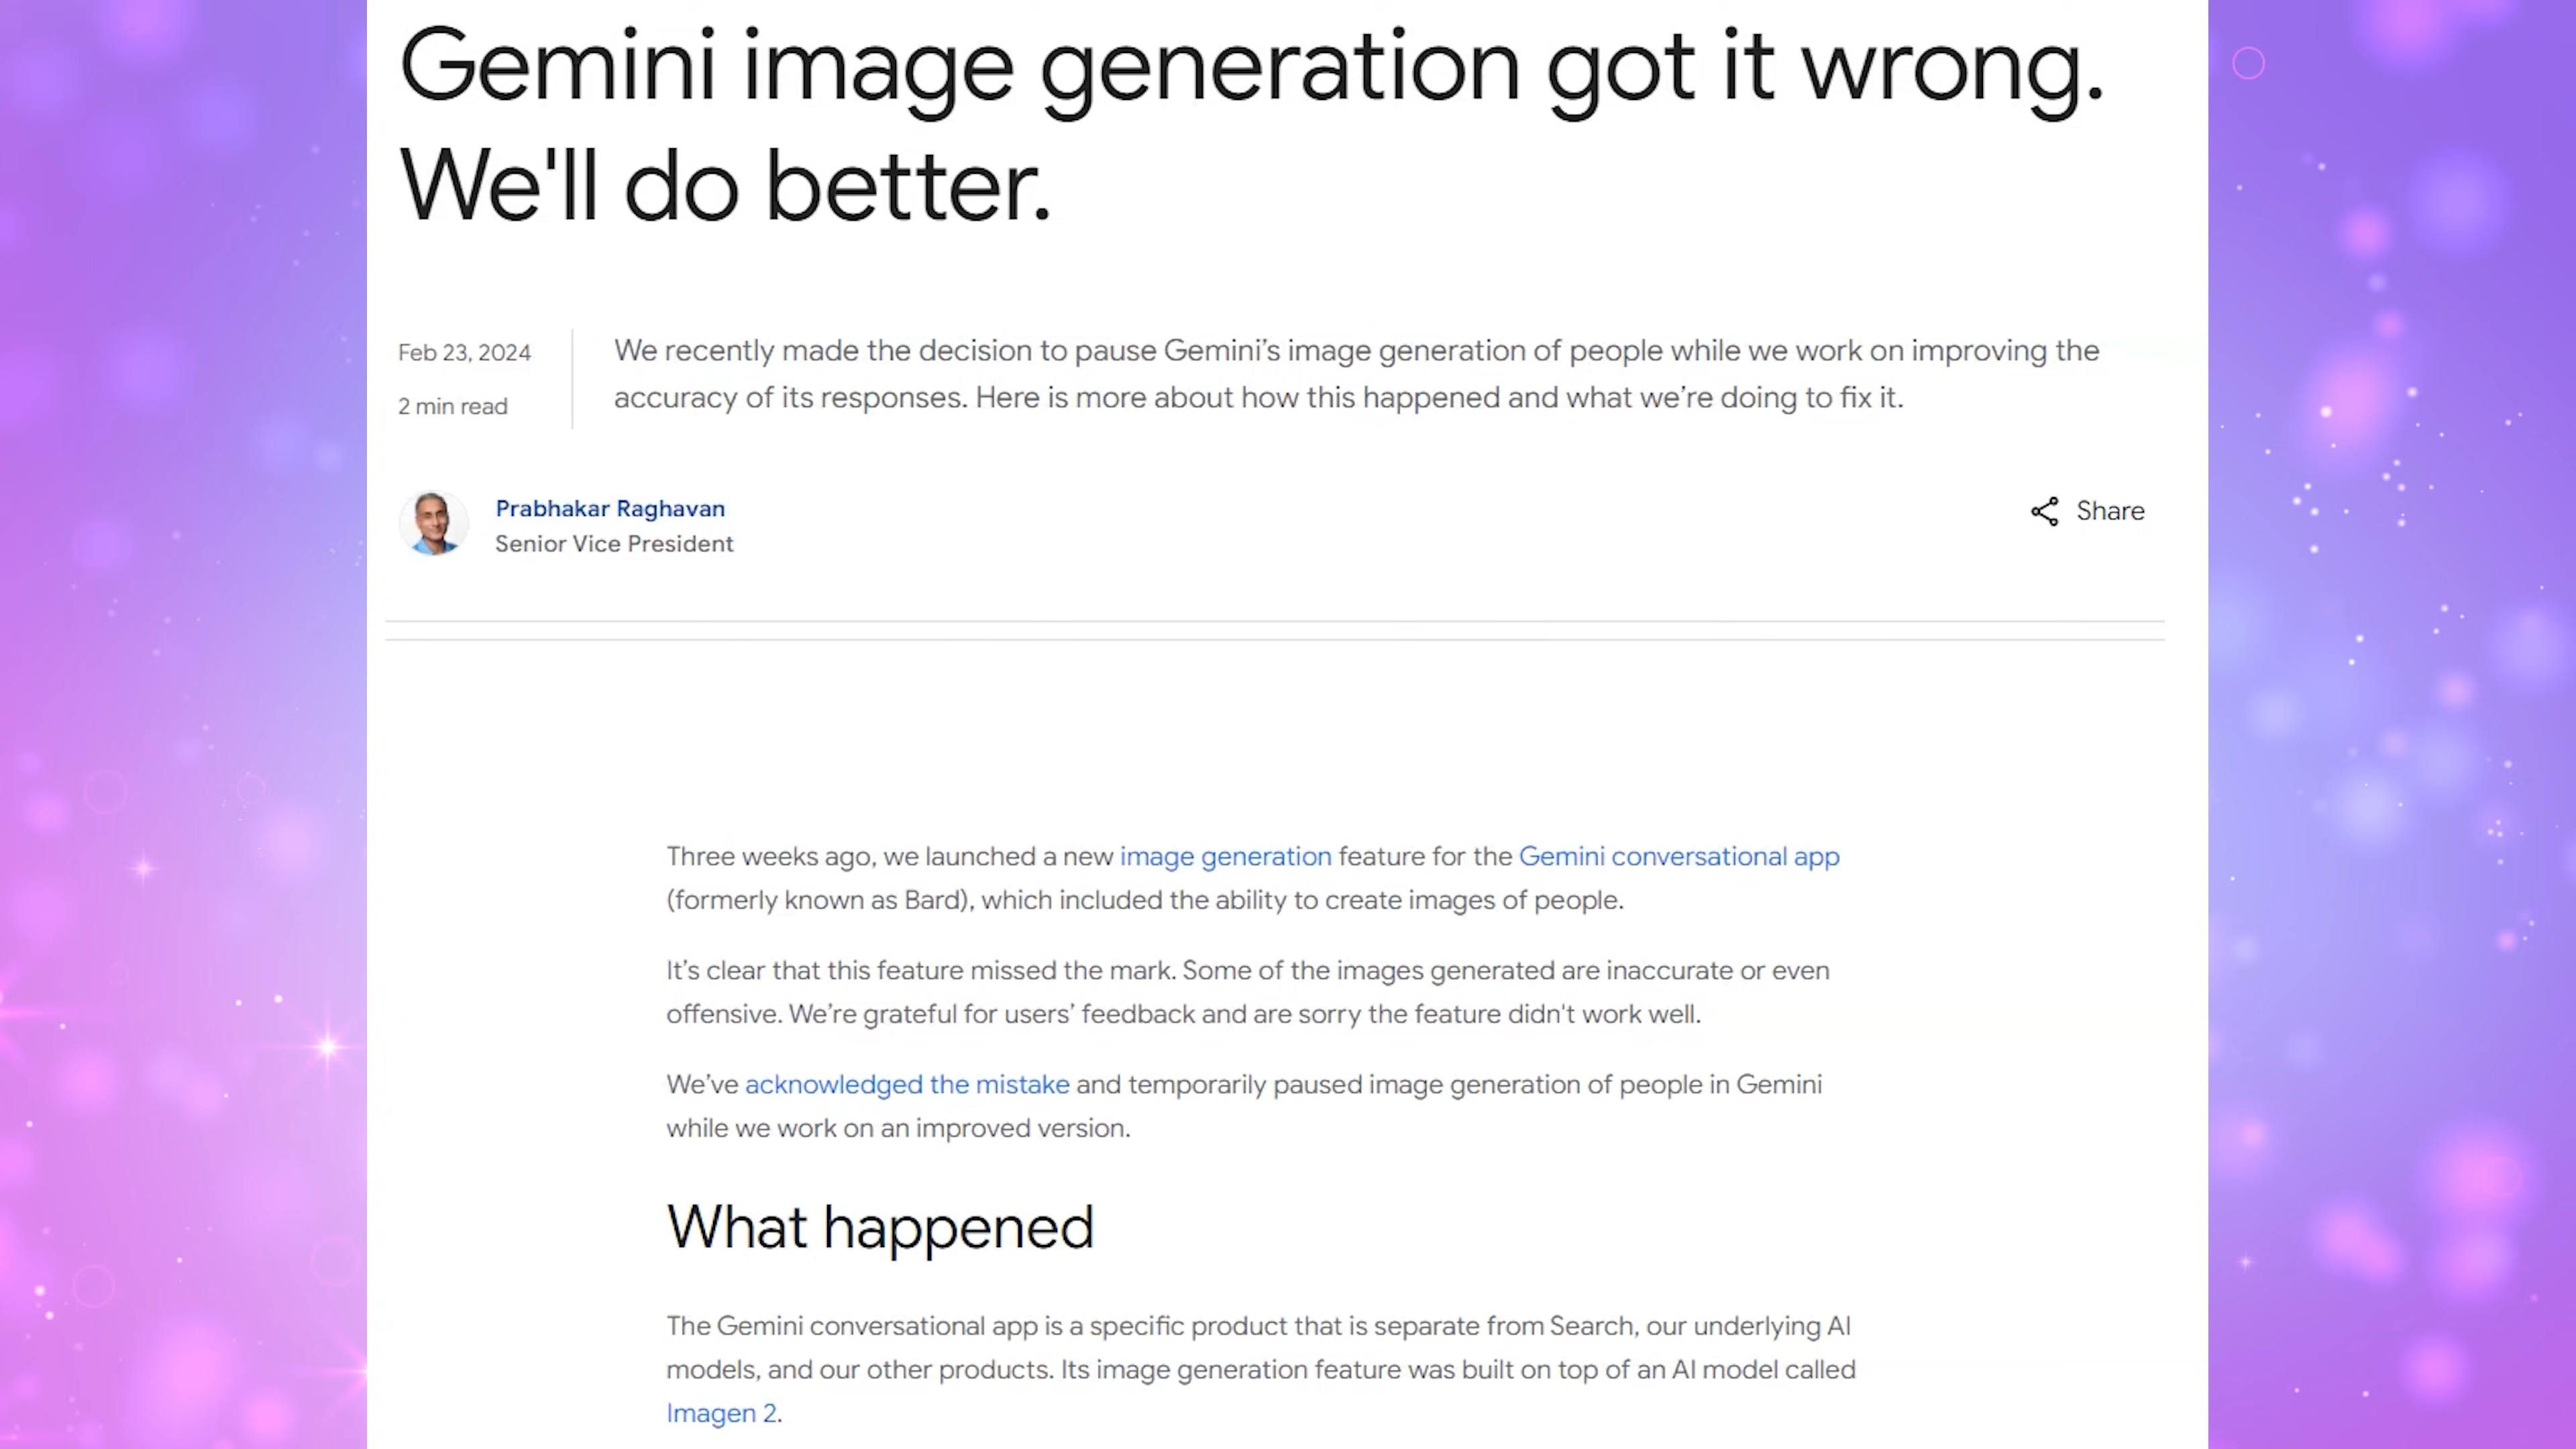 Gemini image generation got it wrong.
We'll do better.
Feb 23, 2024
2 min read
We recently made the decision to pause Gemini’s image generation of people while we work on improving the
accuracy of its responses. Here is more about how this happened and what we’re doing to fix it.
Prabhakar Raghavan
Senior Vice President
Share
Three weeks ago, we launched a new image generation feature for the Gemini conversational app
(formerly known as Bard), which included the ability to create images of people.
It’s clear that this feature missed the mark. Some of the images generated are inaccurate or even
offensive. We’re grateful for users’ feedback and are sorry the feature didn't work well.
We’ve acknowledged the mistake and temporarily paused image generation of people in Gemini
while we work on an improved version.
What happened
The Gemini conversational app is a specific product that is separate from Search, our underlying AI
models, and our other products. Its image generation feature was built on top of an AI model called
Imagen 2.